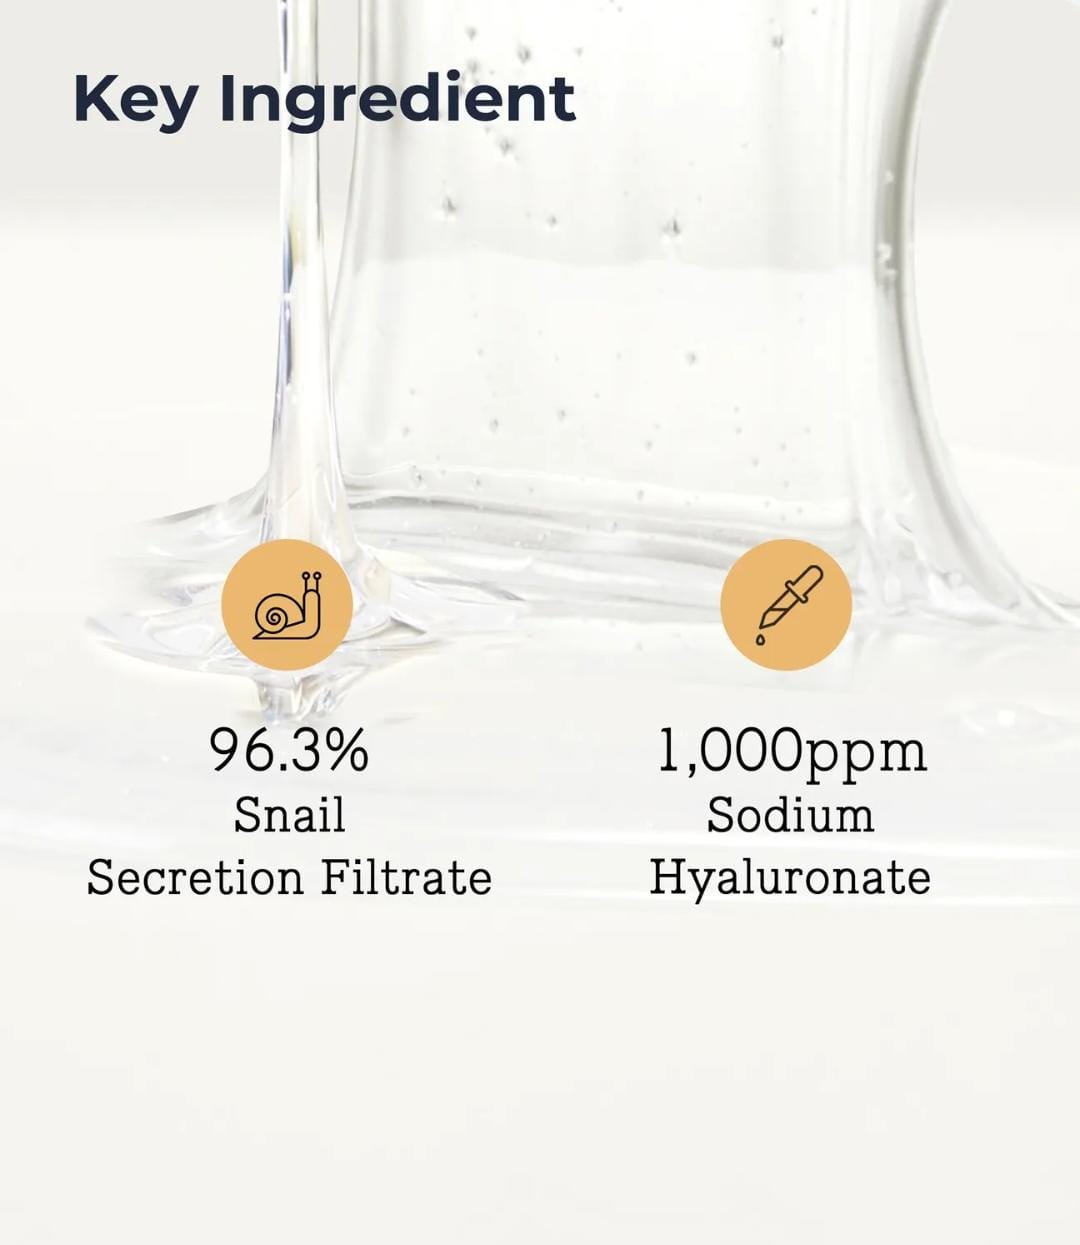 Key Ingredient
96.3%
Snail
Secretion Filtrate
1,000ppm
Sodium
Hyaluronate